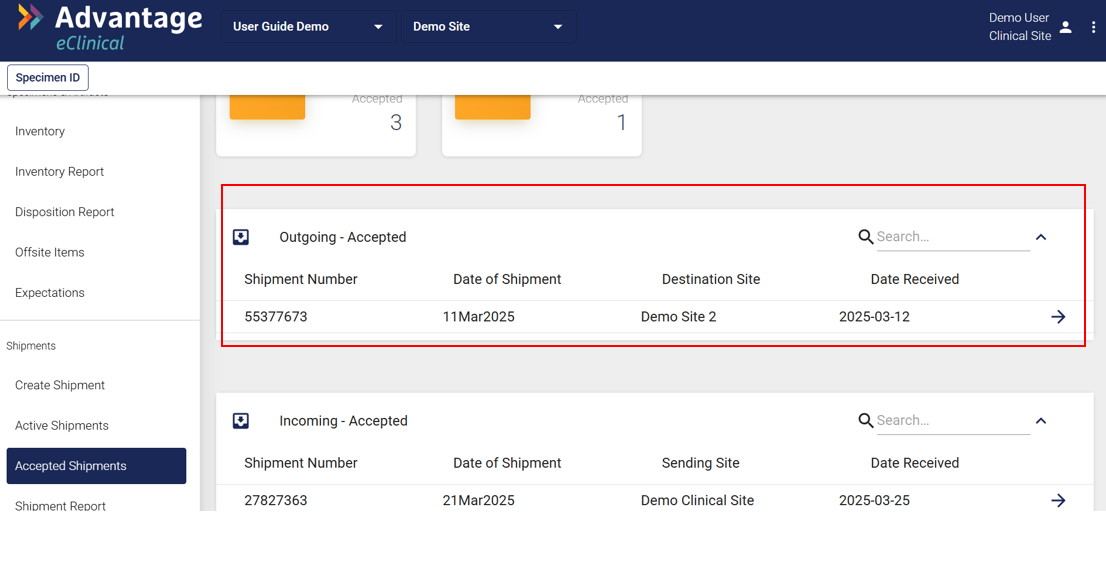 Advantage
eClinical
User Guide Demo
Demo Site
Demo User
Clinical Site
Specimen ID
Inventory
Inventory Report
Disposition Report
Offsite Items
Expectations
Shipments
Create Shipment
Active Shipments
Accepted Shipments
Shipment Report
Accepted
3
Accepted
1
Outgoing - Accepted
Search...
Shipment Number Date of Shipment Destination Site Date Received
55377673 11Mar2025 Demo Site 2 2025-03-12
Incoming - Accepted
Search...
Shipment Number Date of Shipment Sending Site Date Received
27827363 21Mar2025 Demo Clinical Site 2025-03-25